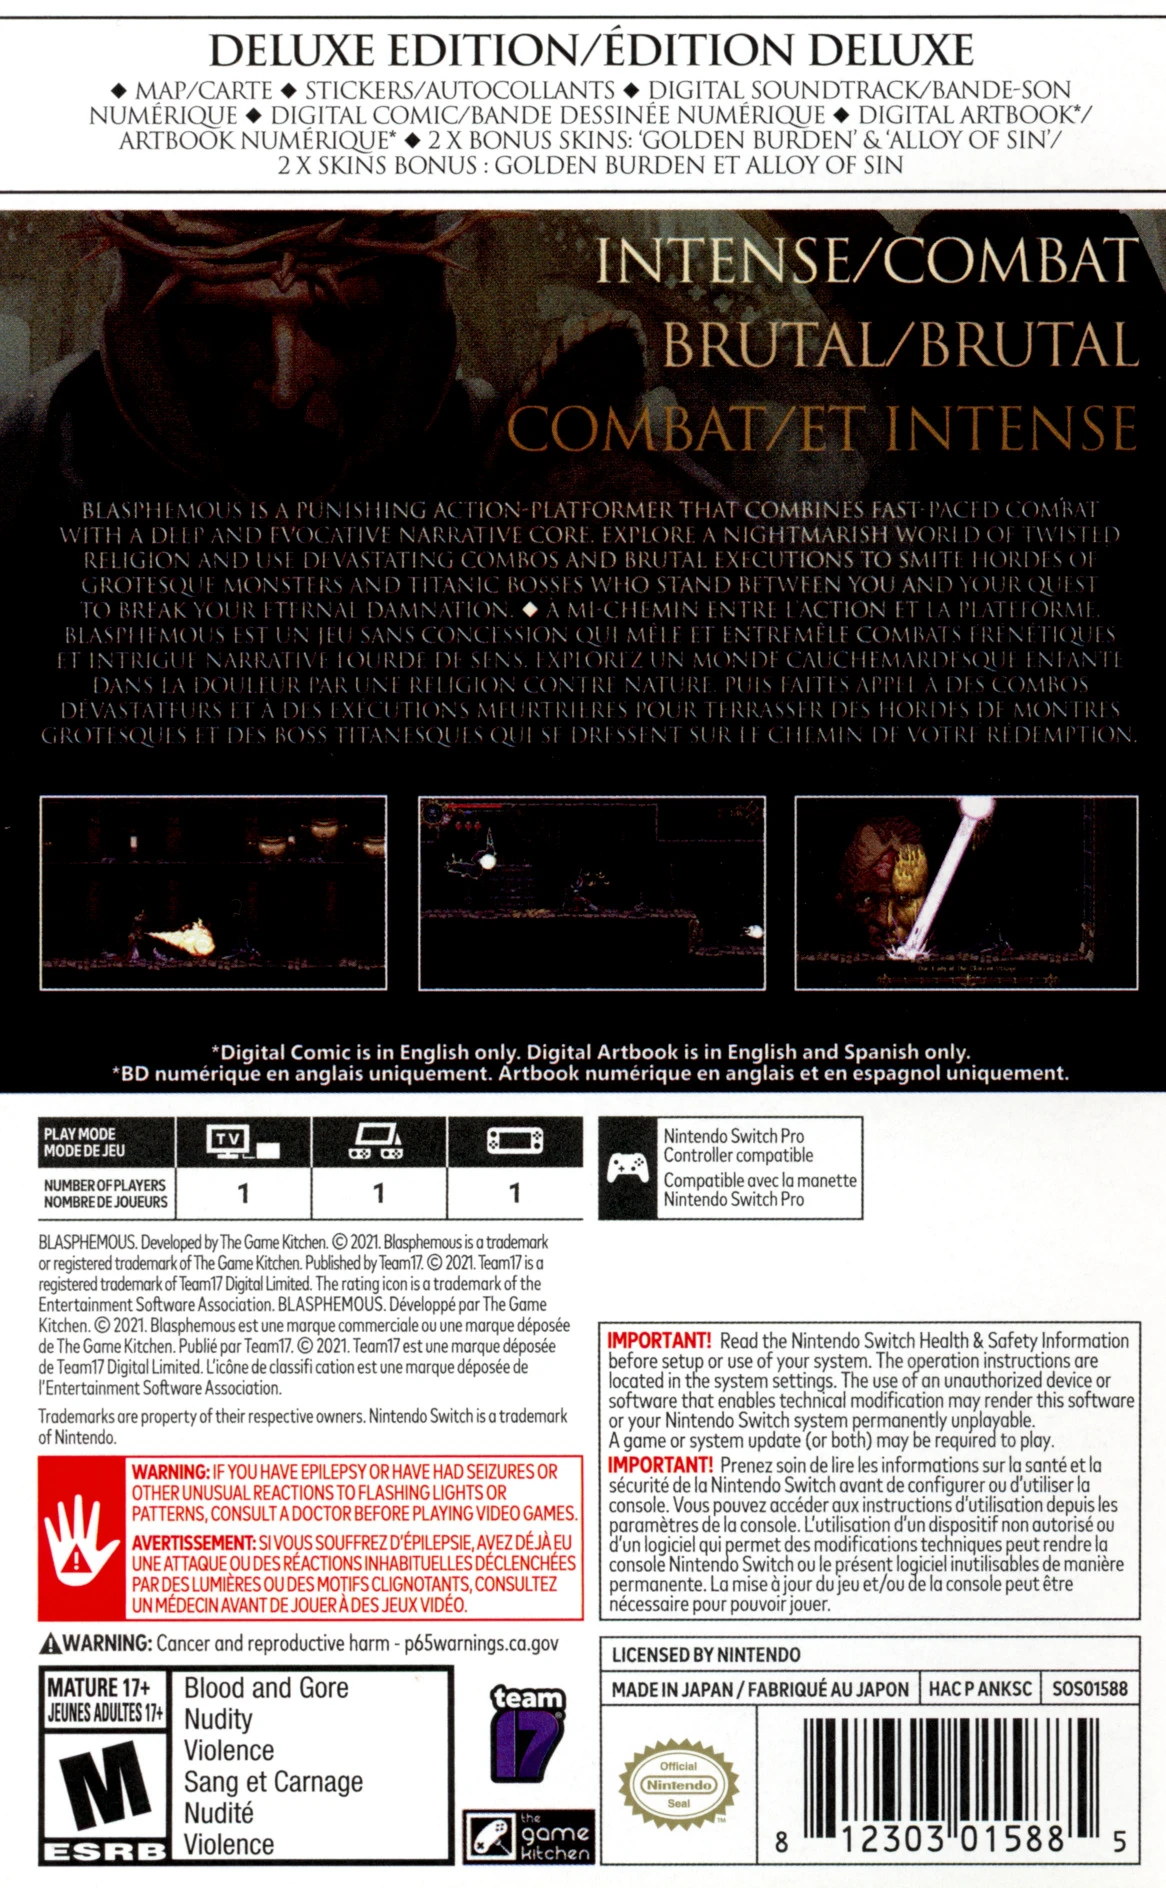 DELUXE EDITION/ÉDITION DELUXE
◆ MAP/CARTE ◆ STICKERS/AUTOCOLLANTS ◆ DIGITAL SOUNDTRACK/BANDE-SON
NUMÉRIQUE ◆ DIGITAL COMIC/BANDE DESSINÉE NUMÉRIQUE ◆ DIGITAL ARTBOOK*/
ARTBOOK NUMÉRIQUE* ◆ 2 X BONUS SKINS: ‘GOLDEN BURDEN’ & ‘ALLOY OF SIN’/
2 X SKINS BONUS : GOLDEN BURDEN ET ALLOY OF SIN
INTENSE/COMBAT
BRUTAL/BRUTAL
COMBAT/ET INTENSE
BLASPHEMOUS IS A PUNISHING ACTION-PLATFORMER THAT COMBINES FAST-PACED COMBAT
WITH A DEEP AND EVOCATIVE NARRATIVE CORE. EXPLORE A NIGHTMARISH WORLD OF TWISTED
RELIGION AND USE DEVASTATING COMBOS AND BRUTAL EXECUTIONS TO SMITE HORDES OF
GROTESQUE MONSTERS AND TITANIC BOSSES WHO STAND BETWEEN YOU AND YOUR QUEST
TO BREAK YOUR ETERNAL DAMNATION. ◆ À MI-CHEMIN ENTRE L'ACTION ET LA PLATEFORME,
BLASPHEMOUS EST UN JEU SANS CONCESSION QUI MÊLE ET ENTREMÊLE COMBATS FRÉNÉTIQUES
ET INTRIGUE NARRATIVE LOURDE DE SENS. EXPLOREZ UN MONDE CAUCHEMARDESQUE ENFANTÉ
DANS LA DOULEUR PAR UNE RELIGION CONTRE NATURE, PUIS FAITES APPEL À DES COMBOS
DÉVASTATEURS ET À DES EXÉCUTIONS MEURTRIÈRES POUR TERRASSER DES HORDES DE MONTRES
GROTESQUES ET DES BOSS TITANESQUES QUI SE DRESSENT SUR LE CHEMIN DE VOTRE RÉDEMPTION.
*Digital Comic is in English only. Digital Artbook is in English and Spanish only.
*BD numérique en anglais uniquement. Artbook numérique en anglais et en espagnol uniquement.
PLAY MODE
MODE DE JEU
TV
NUMBER OF PLAYERS
NOMBRE DE JOUEURS
1 1 1
Nintendo Switch Pro
Controller compatible
Compatible avec la manette
Nintendo Switch Pro
BLASPHEMOUS. Developed by The Game Kitchen. © 2021. Blasphemous is a trademark
or registered trademark of The Game Kitchen. Published by Team17. © 2021. Team17 is a
registered trademark of Team17 Digital Limited. The rating icon is a trademark of the
Entertainment Software Association. BLASPHEMOUS. Développé par The Game
Kitchen. © 2021. Blasphemous est une marque commerciale ou une marque déposée
de The Game Kitchen. Publié par Team17. © 2021. Team17 est une marque déposée
de Team17 Digital Limited. L'icône de classifi cation est une marque déposée de
l'Entertainment Software Association.
Trademarks are property of their respective owners. Nintendo Switch is a trademark
of Nintendo.
WARNING: IF YOU HAVE EPILEPSY OR HAVE HAD SEIZURES OR
OTHER UNUSUAL REACTIONS TO FLASHING LIGHTS OR
PATTERNS, CONSULT A DOCTOR BEFORE PLAYING VIDEO GAMES.
AVERTISSEMENT: SI VOUS SOUFFREZ D'ÉPILEPSIE, AVEZ DÉJÀ EU
UNE ATTAQUE OU DES RÉACTIONS INHABITUELLES DÉCLENCHÉES
PAR DES LUMIÈRES OU DES MOTIFS CLIGNOTANTS, CONSULTEZ
UN MÉDECIN AVANT DE JOUER À DES JEUX VIDÉO.
WARNING: Cancer and reproductive harm - p65warnings.ca.gov
IMPORTANT! Read the Nintendo Switch Health & Safety Information
before setup or use of your system. The operation instructions are
located in the system settings. The use of an unauthorized device or
software that enables technical modification may render this software
or your Nintendo Switch system permanently unplayable.
A game or system update (or both) may be required to play.
IMPORTANT! Prenez soin de lire les informations sur la santé et la
sécurité de la Nintendo Switch avant de configurer ou d'utiliser la
console. Vous pouvez accéder aux instructions d'utilisation depuis les
paramètres de la console. L'utilisation d'un dispositif non autorisé ou
d'un logiciel qui permet des modifications techniques peut rendre la
console Nintendo Switch ou le présent logiciel inutilisables de manière
permanente. La mise à jour du jeu et/ou de la console peut être
nécessaire pour pouvoir jouer.
MATURE 17+
JEUNES ADULTES 17+
M
ESRB
Blood and Gore
Nudity
Violence
Sang et Carnage
Nudité
Violence
team
17
the
game
kitchen
LICENSED BY NINTENDO
MADE IN JAPAN / FABRIQUÉ AU JAPON HAC P ANKSC SOS01588
Official
Nintendo
Seal
TM
8 12303 01588 5